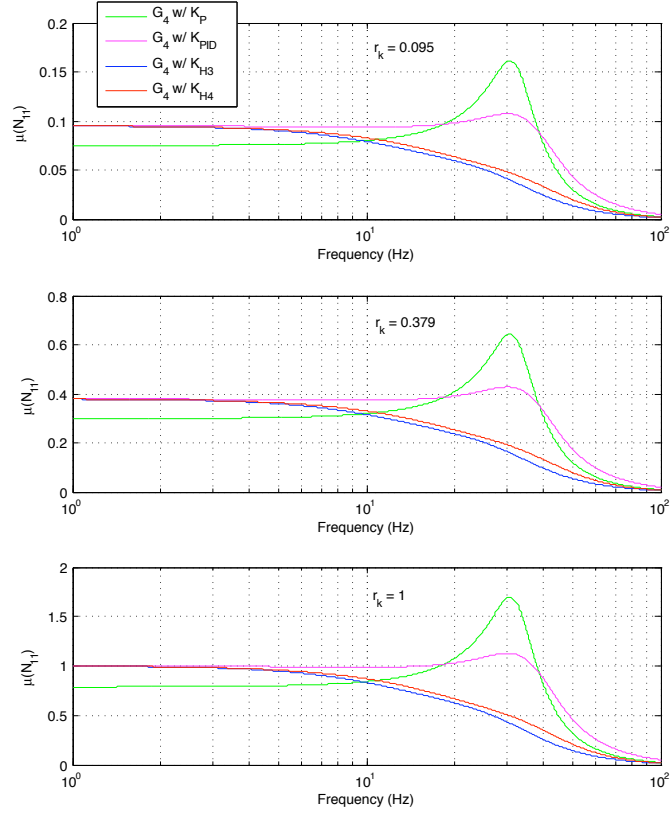 G4 w/ KP
G4 w/ KPID
G4 w/ KH3
G4 w/ KH4
rk = 0.095
0.2
0.15
0.1
0.05
0
μ(N11)
10^0
10^1
10^2
Frequency (Hz)
rk = 0.379
0.8
0.6
0.4
0.2
0
μ(N11)
10^0
10^1
10^2
Frequency (Hz)
rk = 1
2
1.5
1
0.5
0
μ(N11)
10^0
10^1
10^2
Frequency (Hz)